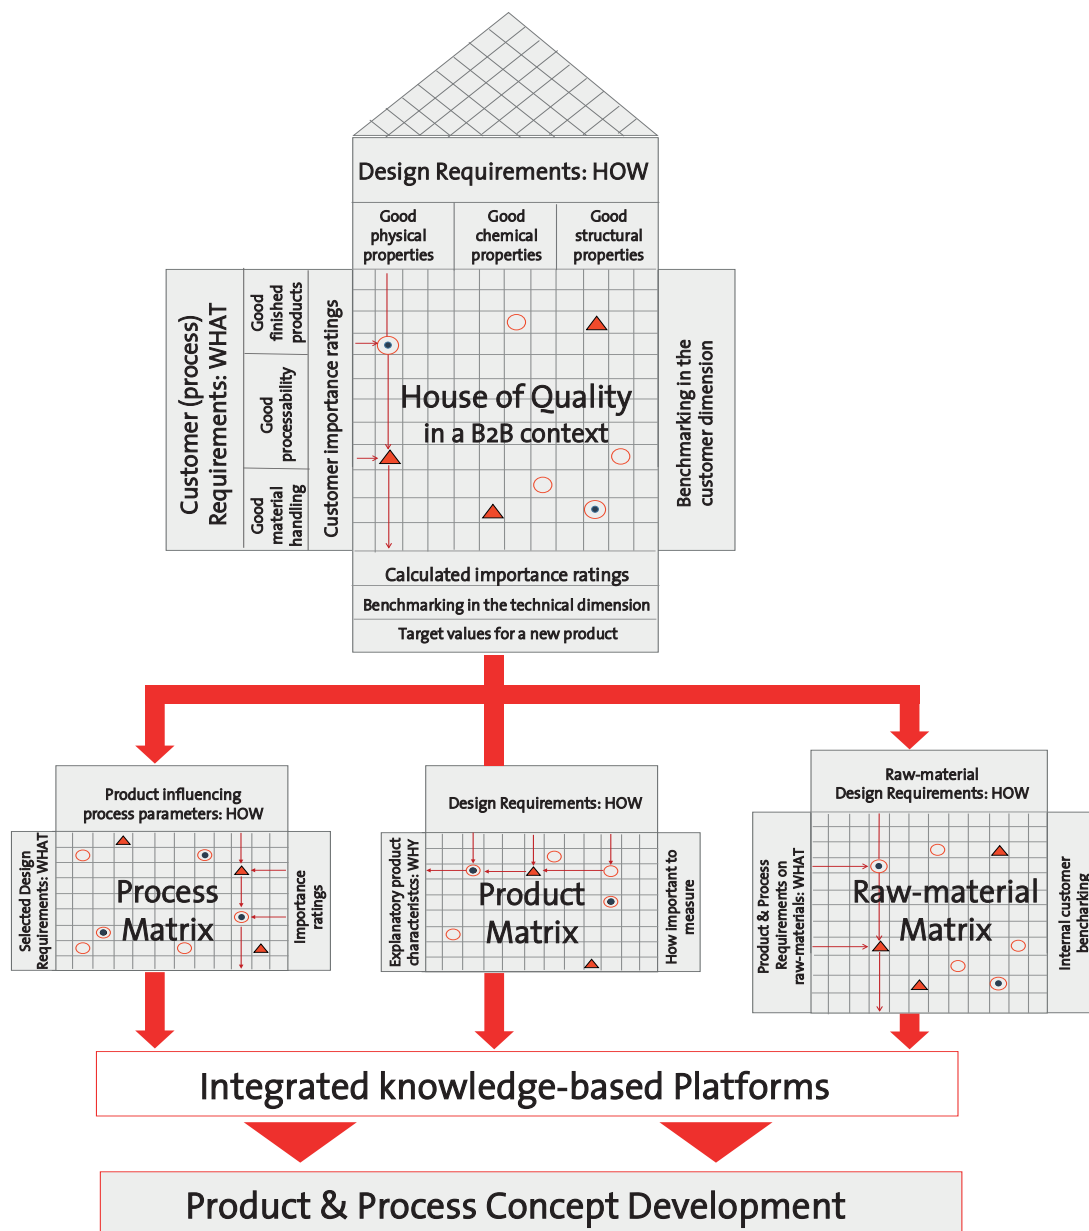 Design Requirements: HOW
Good
physical
properties
Good
chemical
properties
Good
structural
properties
Customer (process)
Requirements: WHAT
Good
finished
products
Good
processability
Good
material
handling
Customer importance ratings
House of Quality
in a B2B context
Benchmarking in the
customer dimension
Calculated importance ratings
Benchmarking in the technical dimension
Target values for a new product
Product influencing
process parameters: HOW
Selected Design
Requirements: WHAT
Process
Matrix
Importance
ratings
Design Requirements: HOW
Explanatory product
characteristics: WHY
Product
Matrix
How important to
measure
Raw-material
Design Requirements: HOW
Product & Process
Requirements on
raw-materials: WHAT
Raw-material
Matrix
Internal customer
bencharking
Integrated knowledge-based Platforms
Product & Process Concept Development